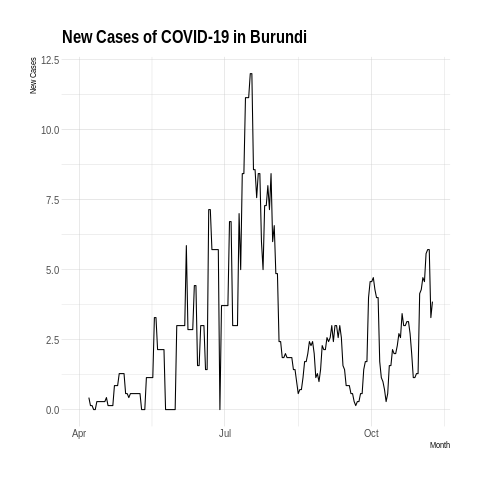 New Cases of COVID-19 in Burundi
New Cases
12.5
10.0
7.5
5.0
2.5
0.0
Apr
Jul
Oct
Month